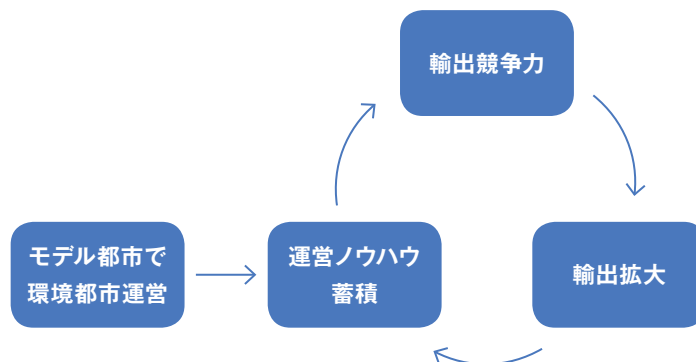 輸出競争力
モデル都市で
環境都市運営
運営ノウハウ
蓄積
輸出拡大